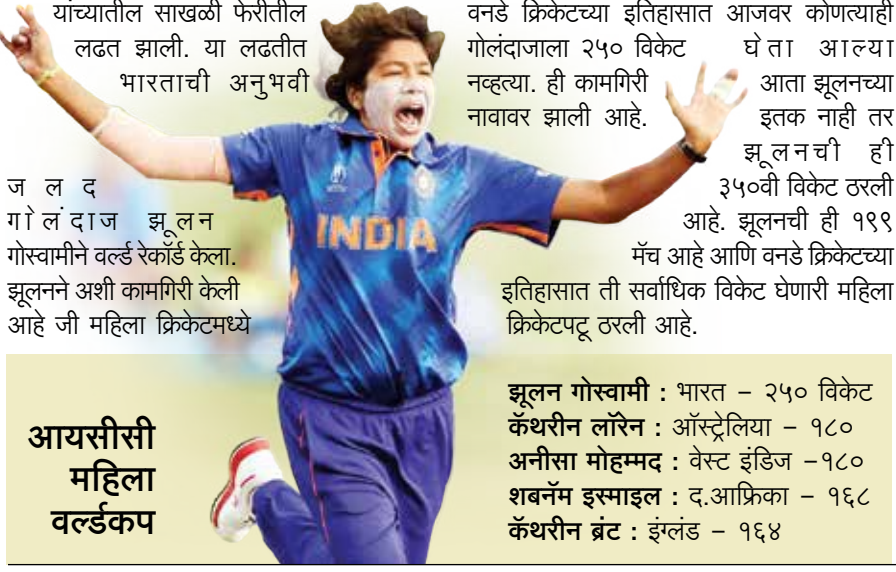 यांच्यातील साखळी फेरीतील
लढत झाली. या लढतीत
भारताची अनुभवी
ज ल द
गोलंदाज झूलन
गोस्वामीने वर्ल्ड रेकॉर्ड केला.
झूलनने अशी कामगिरी केली
आहे जी महिला क्रिकेटमध्ये
वनडे क्रिकेटच्या इतिहासात आजवर कोणत्याही
गोलंदाजाला २५० विकेट घेता आल्या
नव्हत्या. ही कामगिरी आता झूलनच्या
नावावर झाली आहे. इतक नाही तर
झूलनची ही
३५०वी विकेट ठरली
आहे. झूलनची ही १९९
मॅच आहे आणि वनडे क्रिकेटच्या
इतिहासात ती सर्वाधिक विकेट घेणारी महिला
क्रिकेटपटू ठरली आहे.
INDIA
आयसीसी
महिला
वर्ल्डकप
झूलन गोस्वामी : भारत – २५० विकेट
कॅथरीन लॉरेन : ऑस्ट्रेलिया – १८०
अनीसा मोहम्मद : वेस्ट इंडिज –१८०
शबनॅम इस्माइल : द.आफ्रिका – १६८
कॅथरीन ब्रंट : इंग्लंड – १६४